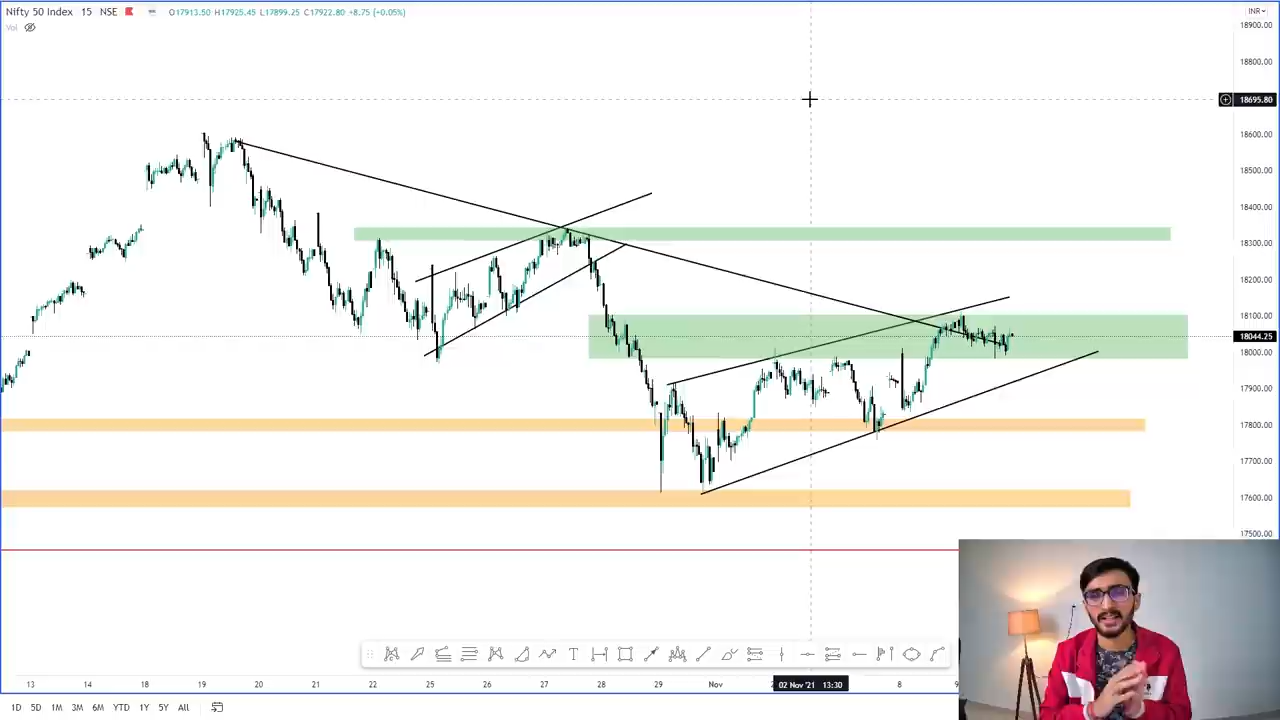 Nifty 50 Index 15 NSE O17913.50 H17925.45 L17899.25 C17922.80 +8.75 (+0.05%)
Vol
INR
18900.00
18800.00
18695.80
18600.00
18500.00
18400.00
18300.00
18200.00
18100.00
18044.25
18000.00
17900.00
17800.00
17700.00
17600.00
17500.00
T
13 14 18 19 20 21 22 25 26 27 28 29 Nov 02 Nov '21 13:30 8
1D 5D 1M 3M 6M YTD 1Y 5Y All